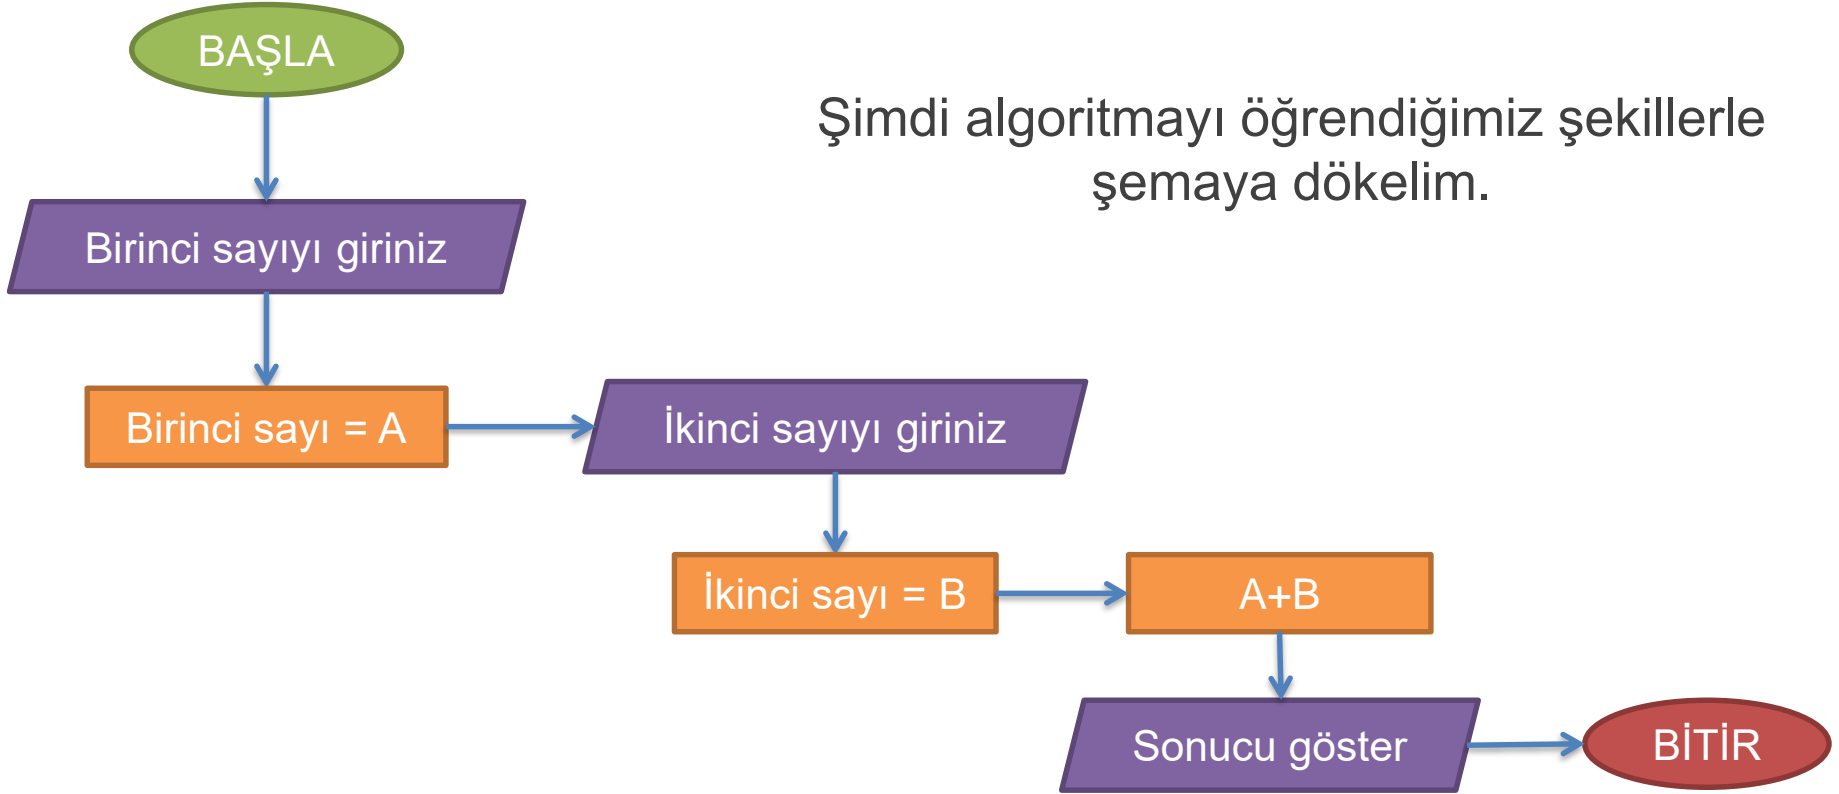 BAŞLA
Şimdi algoritmayı öğrendiğimiz şekillerle
şemaya dökelim.
Birinci sayıyı giriniz
Birinci sayı = A
İkinci sayıyı giriniz
İkinci sayı = B
A+B
Sonucu göster
BİTİR